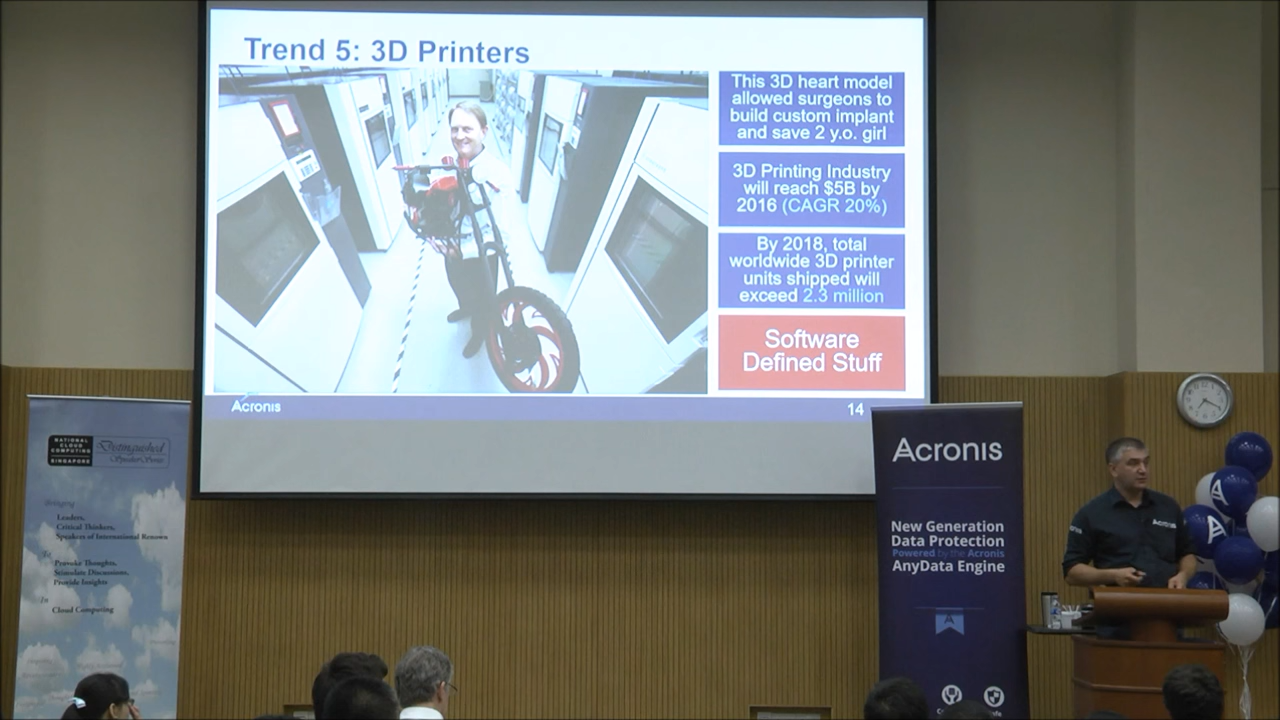 Trend 5: 3D Printers
This 3D heart model
allowed surgeons to
build custom implant
and save 2 y.o. girl
3D Printing Industry
will reach $5B by
2016 (CAGR 20%)
By 2018, total
worldwide 3D printer
units shipped will
exceed 2.3 million
Software
Defined Stuff
Acronis
14
NATIONAL
CLOUD
COMPUTING
SINGAPORE
Distinguished
Speaker Series
Bringing
Leaders,
Critical Thinkers,
Speakers of International Renown
To
Provoke Thoughts,
Stimulate Discussions,
Provide Insights
In
Cloud Computing
Acronis
New Generation
Data Protection
Powered by the Acronis
AnyData Engine
A
Acronis
A
A